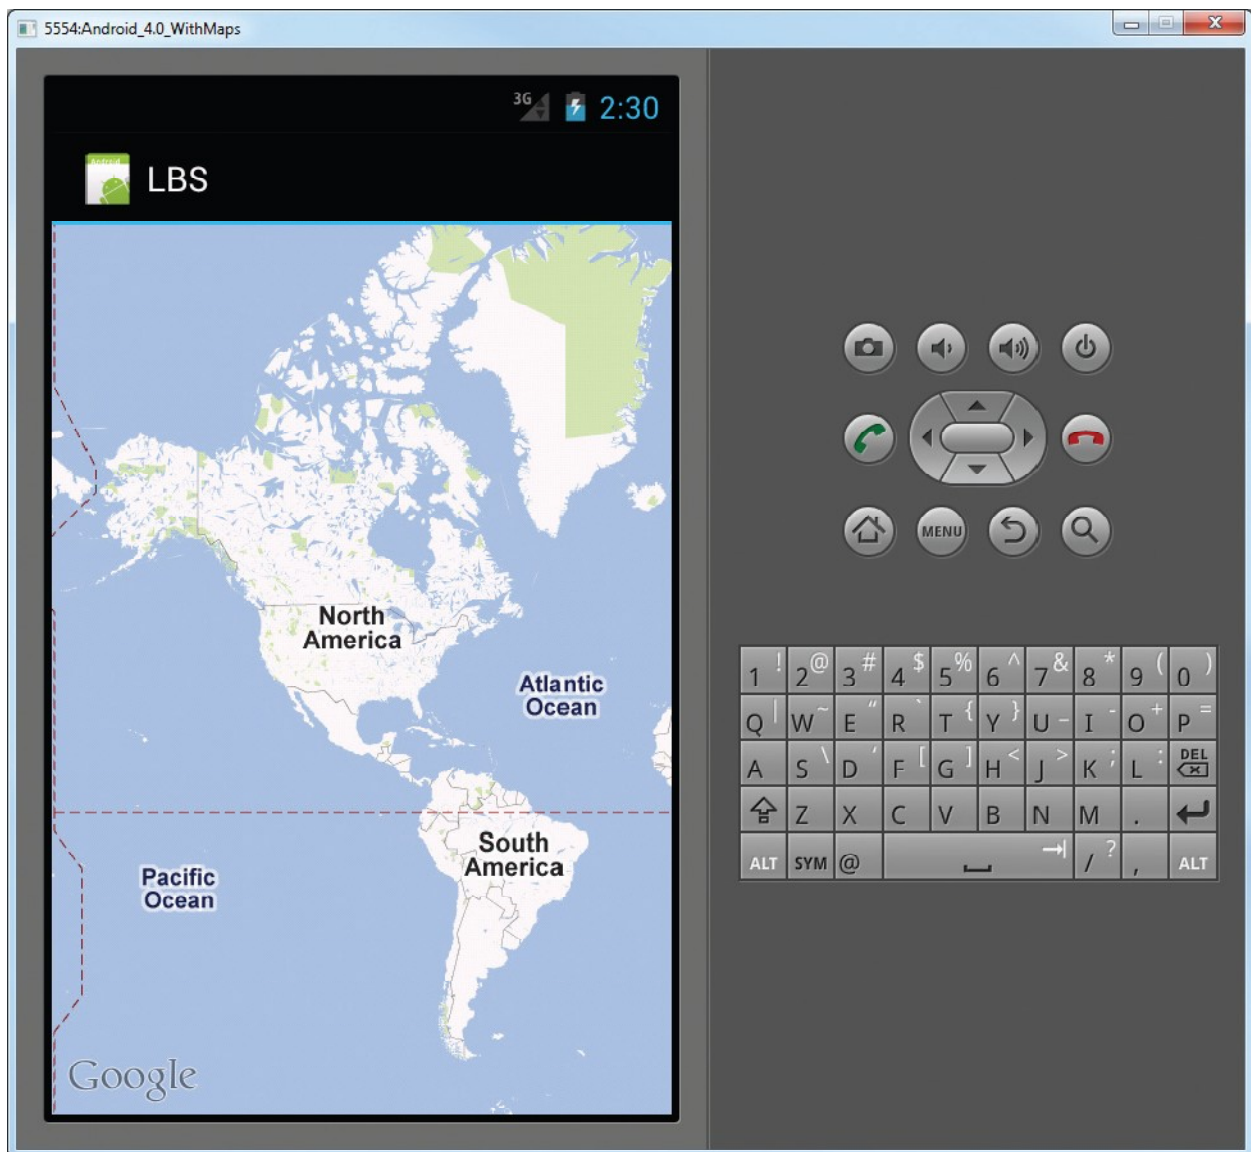 5554:Android_4.0_WithMaps
3G
2:30
Android
LBS
North
America
Atlantic
Ocean
South
America
Pacific
Ocean
Google
MENU
1 ! 2 @ 3 # 4 $ 5 % 6 ^ 7 & 8 * 9 ( 0 )
Q | W ~ E " R ` T { Y } U _ I - O + P =
A S \ D ' F [ G ] H < J > K ; L : DEL
Z X C V B N M .
ALT SYM @ / ? , ALT